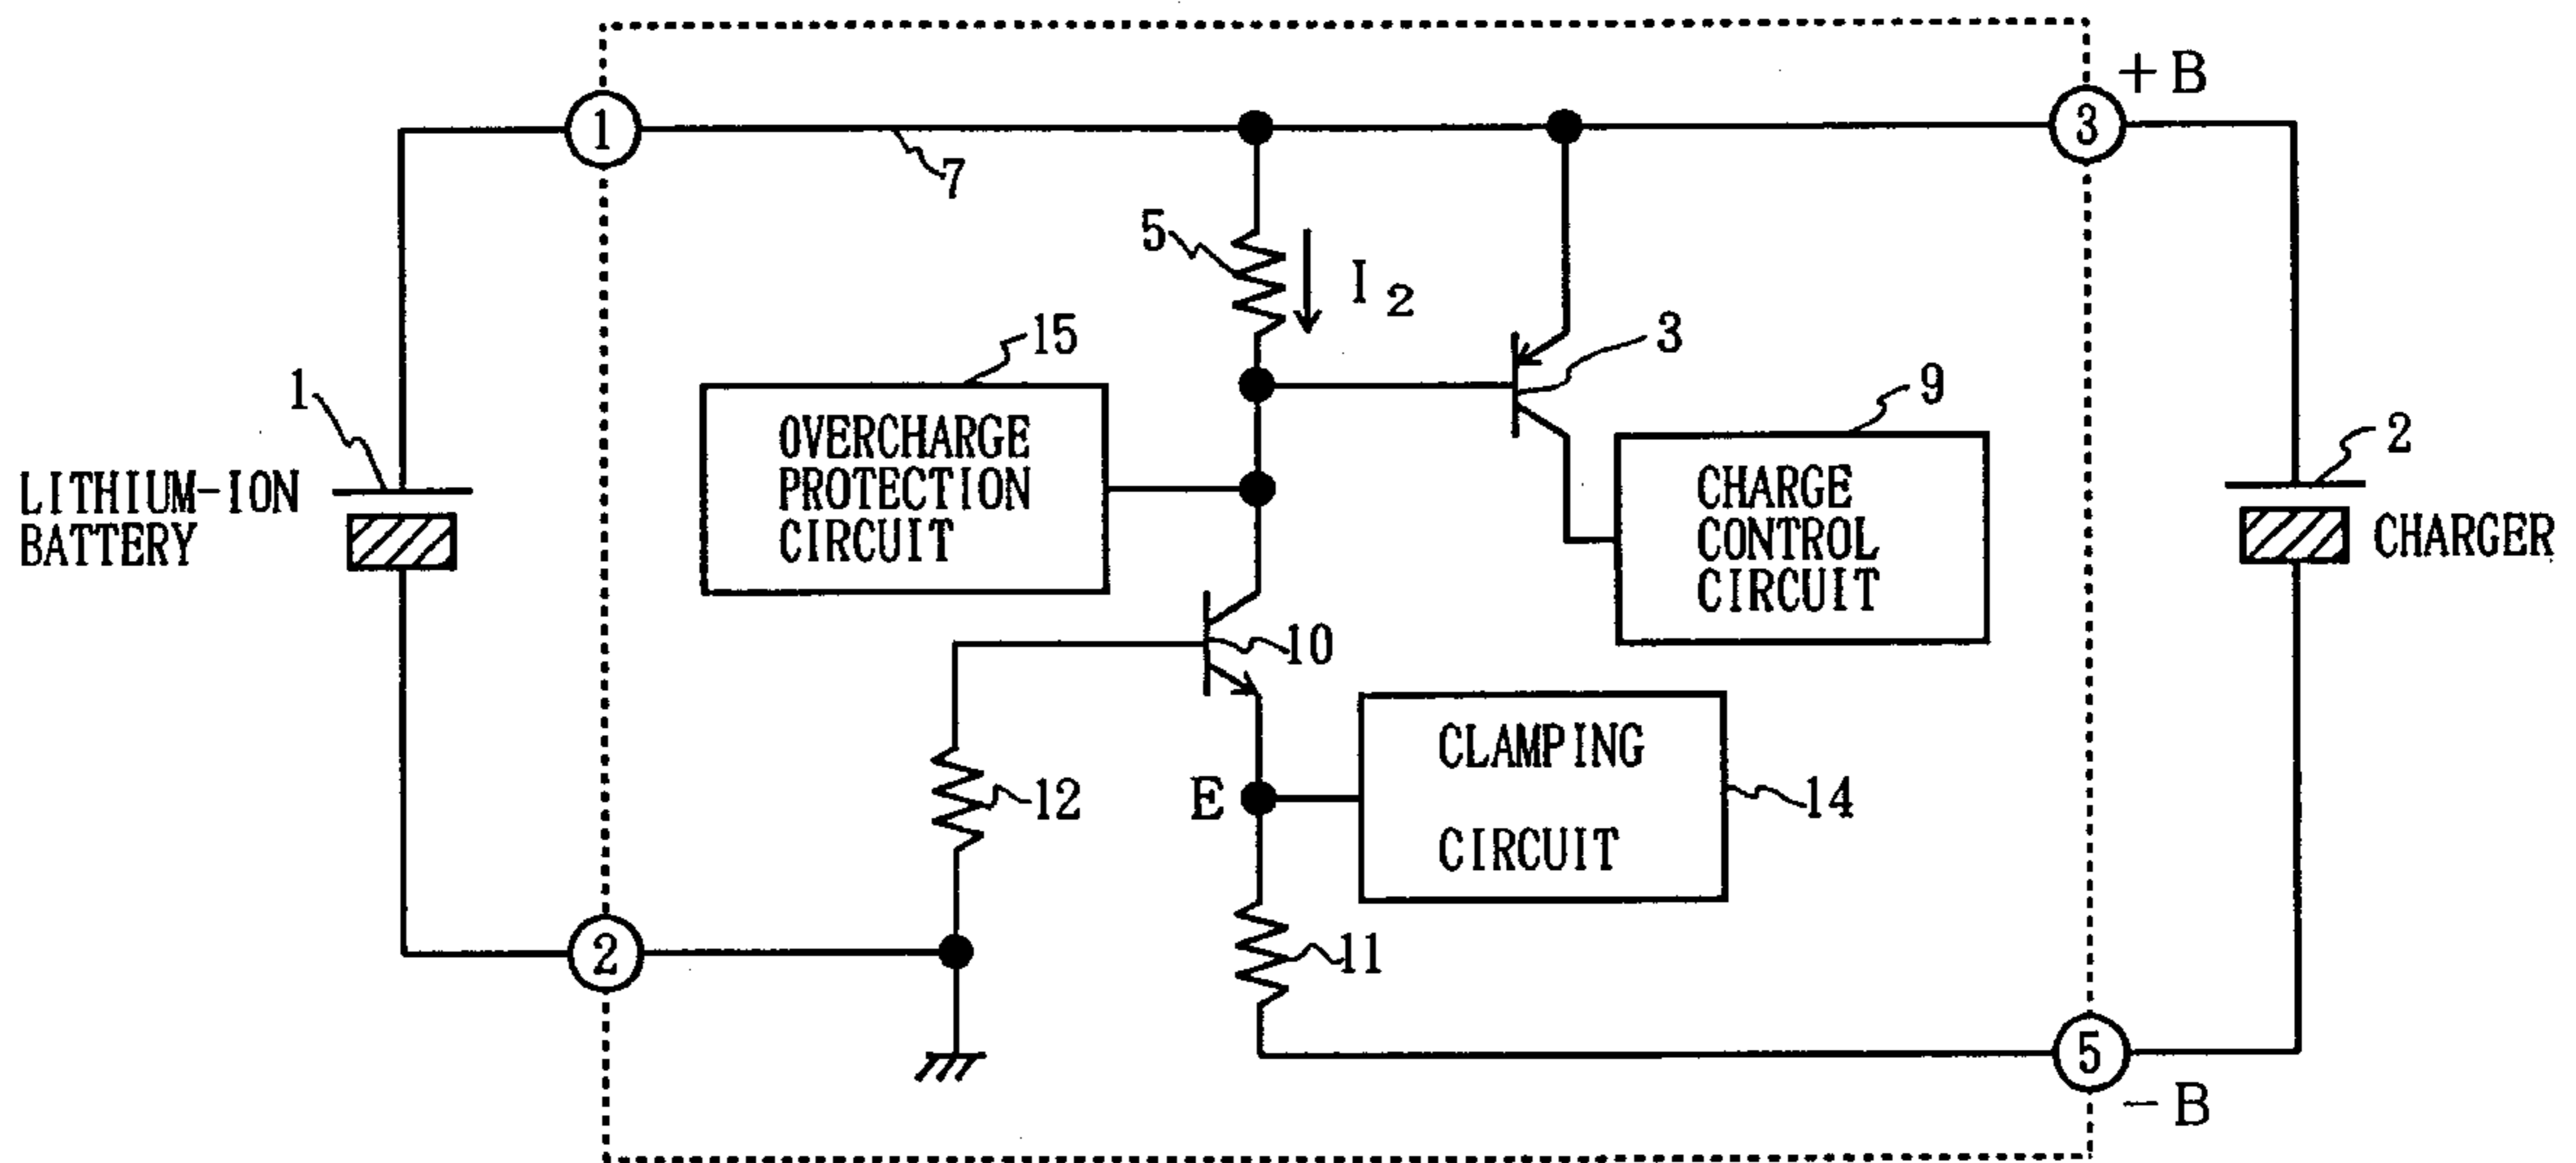 +B
1
3
7
5
I2
15
3
1
9
2
OVERCHARGE
PROTECTION
CIRCUIT
LITHIUM-ION
BATTERY
CHARGE
CONTROL
CIRCUIT
CHARGER
10
CLAMPING
CIRCUIT
12
E
14
2
11
5
-B